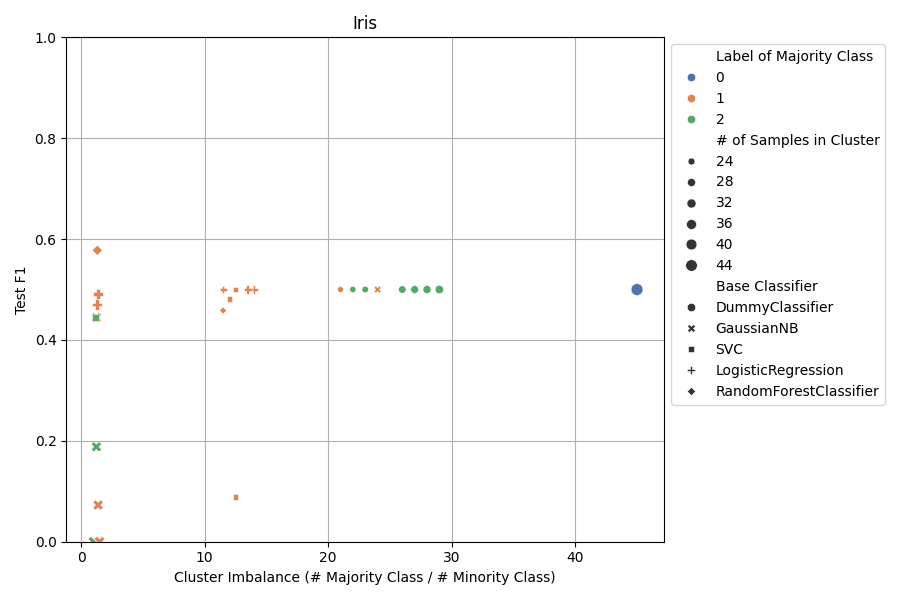 Iris
1.0
0.8
0.6
0.4
0.2
0.0
Test F1
0
10
20
30
40
Cluster Imbalance (# Majority Class / # Minority Class)
Label of Majority Class
0
1
2
# of Samples in Cluster
24
28
32
36
40
44
Base Classifier
DummyClassifier
GaussianNB
SVC
LogisticRegression
RandomForestClassifier